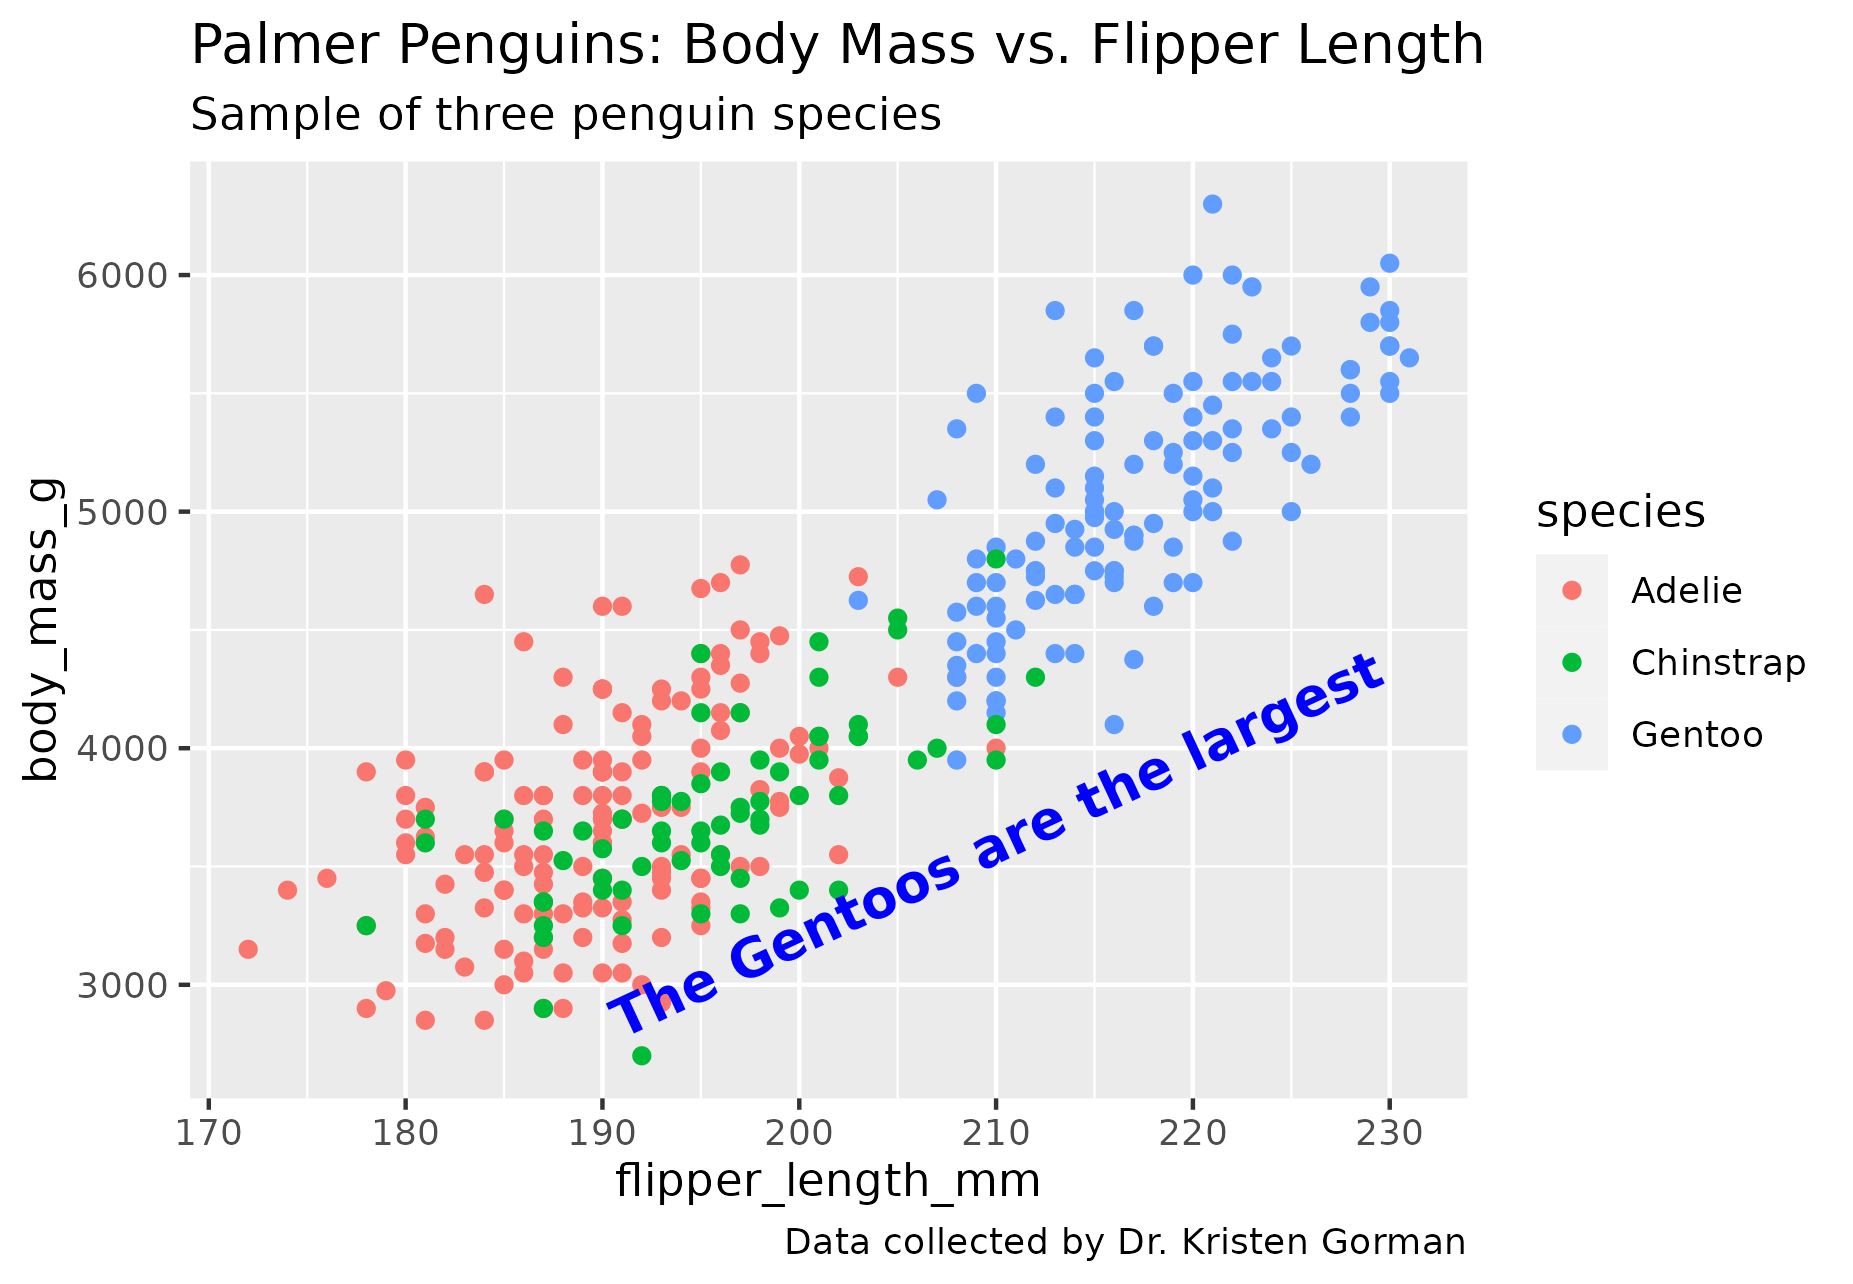 Palmer Penguins: Body Mass vs. Flipper Length
Sample of three penguin species
body_mass_g
6000
5000
4000
3000
The Gentoos are the largest
170 180 190 200 210 220 230
flipper_length_mm
species
Adelie
Chinstrap
Gentoo
Data collected by Dr. Kristen Gorman